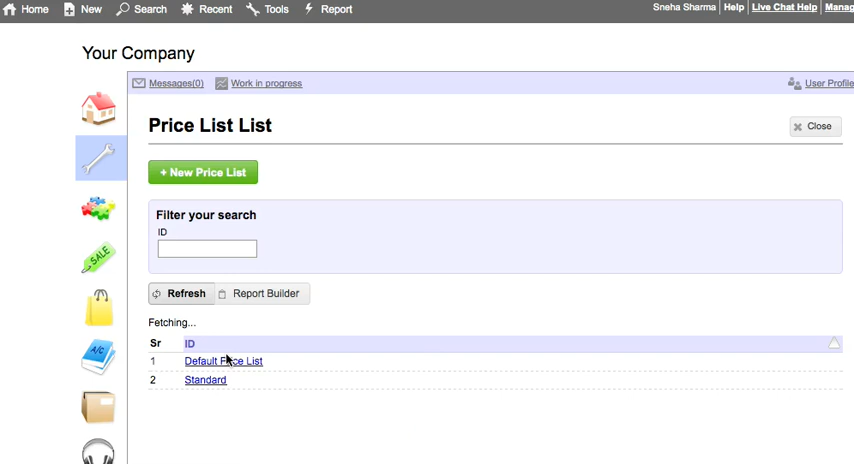 Home New Search Recent Tools Report Sneha Sharma Help Live Chat Help Manag
Your Company
Messages(0) Work in progress User Profile
Price List List Close
+ New Price List
Filter your search
ID
Refresh Report Builder
Fetching...
Sr ID
1 Default Price List
2 Standard
SALE
A/C